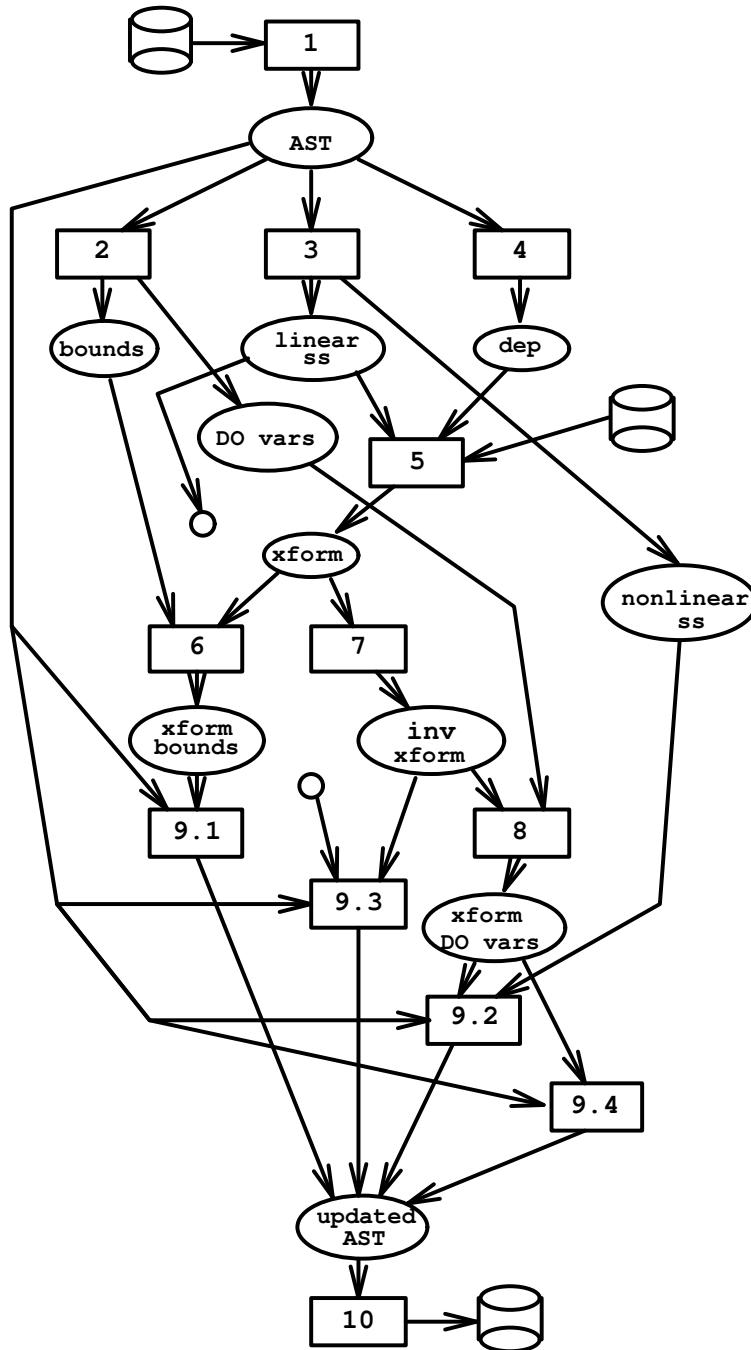 1
AST
2
3
4
bounds
linear
ss
dep
DO vars
5
xform
nonlinear
ss
6
7
xform
bounds
inv
xform
9.1
8
9.3
xform
DO vars
9.2
9.4
updated
AST
10